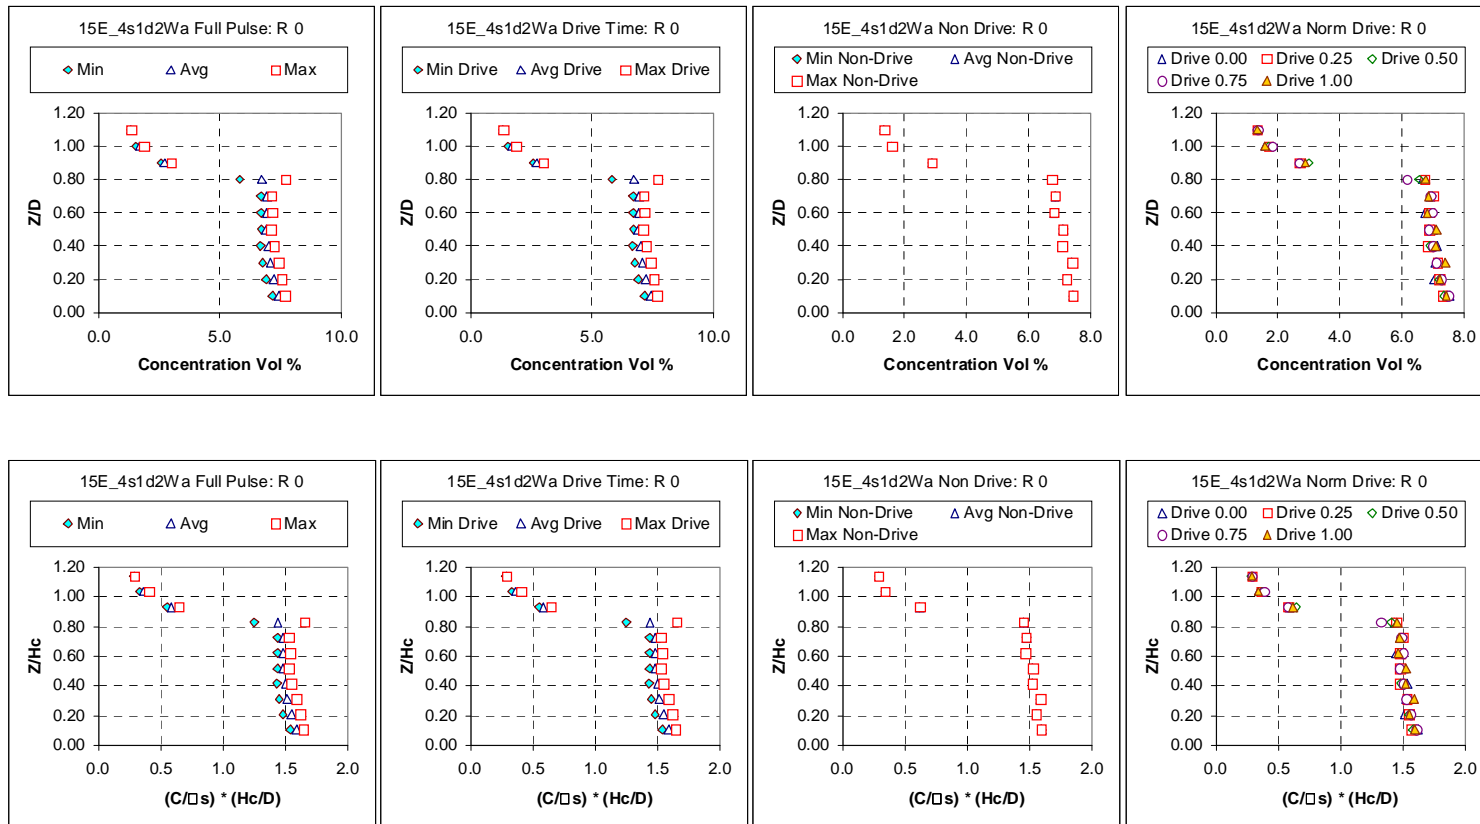 15E_4s1d2Wa Full Pulse: R 0
Min Avg Max
1.20
1.00
0.80
0.60
0.40
0.20
0.00
Z/D
0.0 5.0 10.0
Concentration Vol %
15E_4s1d2Wa Drive Time: R 0
Min Drive Avg Drive Max Drive
1.20
1.00
0.80
0.60
0.40
0.20
0.00
Z/D
0.0 5.0 10.0
Concentration Vol %
15E_4s1d2Wa Non Drive: R 0
Min Non-Drive Avg Non-Drive
Max Non-Drive
1.20
1.00
0.80
0.60
0.40
0.20
0.00
Z/D
0.0 2.0 4.0 6.0 8.0
Concentration Vol %
15E_4s1d2Wa Norm Drive: R 0
Drive 0.00 Drive 0.25 Drive 0.50
Drive 0.75 Drive 1.00
1.20
1.00
0.80
0.60
0.40
0.20
0.00
Z/D
0.0 2.0 4.0 6.0 8.0
Concentration Vol %
15E_4s1d2Wa Full Pulse: R 0
Min Avg Max
1.20
1.00
0.80
0.60
0.40
0.20
0.00
Z/Hc
0.0 0.5 1.0 1.5 2.0
(C/□s) * (Hc/D)
15E_4s1d2Wa Drive Time: R 0
Min Drive Avg Drive Max Drive
1.20
1.00
0.80
0.60
0.40
0.20
0.00
Z/Hc
0.0 0.5 1.0 1.5 2.0
(C/□s) * (Hc/D)
15E_4s1d2Wa Non Drive: R 0
Min Non-Drive Avg Non-Drive
Max Non-Drive
1.20
1.00
0.80
0.60
0.40
0.20
0.00
Z/Hc
0.0 0.5 1.0 1.5 2.0
(C/□s) * (Hc/D)
15E_4s1d2Wa Norm Drive: R 0
Drive 0.00 Drive 0.25 Drive 0.50
Drive 0.75 Drive 1.00
1.20
1.00
0.80
0.60
0.40
0.20
0.00
Z/Hc
0.0 0.5 1.0 1.5 2.0
(C/□s) * (Hc/D)